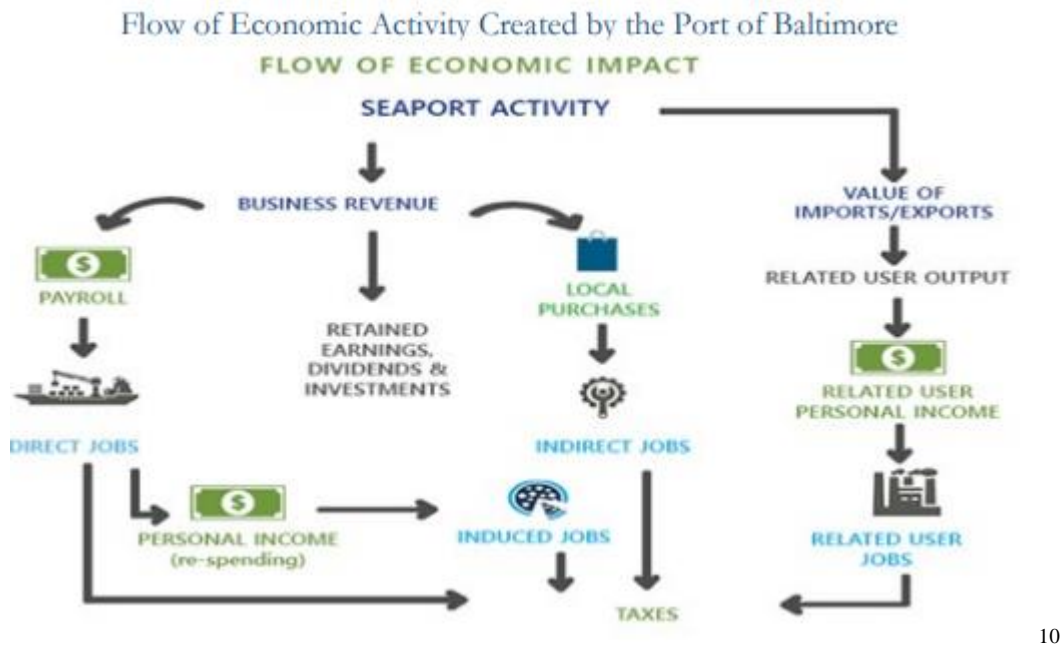 Flow of Economic Activity Created by the Port of Baltimore
FLOW OF ECONOMIC IMPACT
SEAPORT ACTIVITY
BUSINESS REVENUE
VALUE OF
IMPORTS/EXPORTS
$
PAYROLL
LOCAL
PURCHASES
RELATED USER OUTPUT
RETAINED
EARNINGS,
DIVIDENDS &
INVESTMENTS
$
RELATED USER
PERSONAL INCOME
DIRECT JOBS
INDIRECT JOBS
$
PERSONAL INCOME
(re-spending)
INDUCED JOBS
RELATED USER
JOBS
TAXES
10